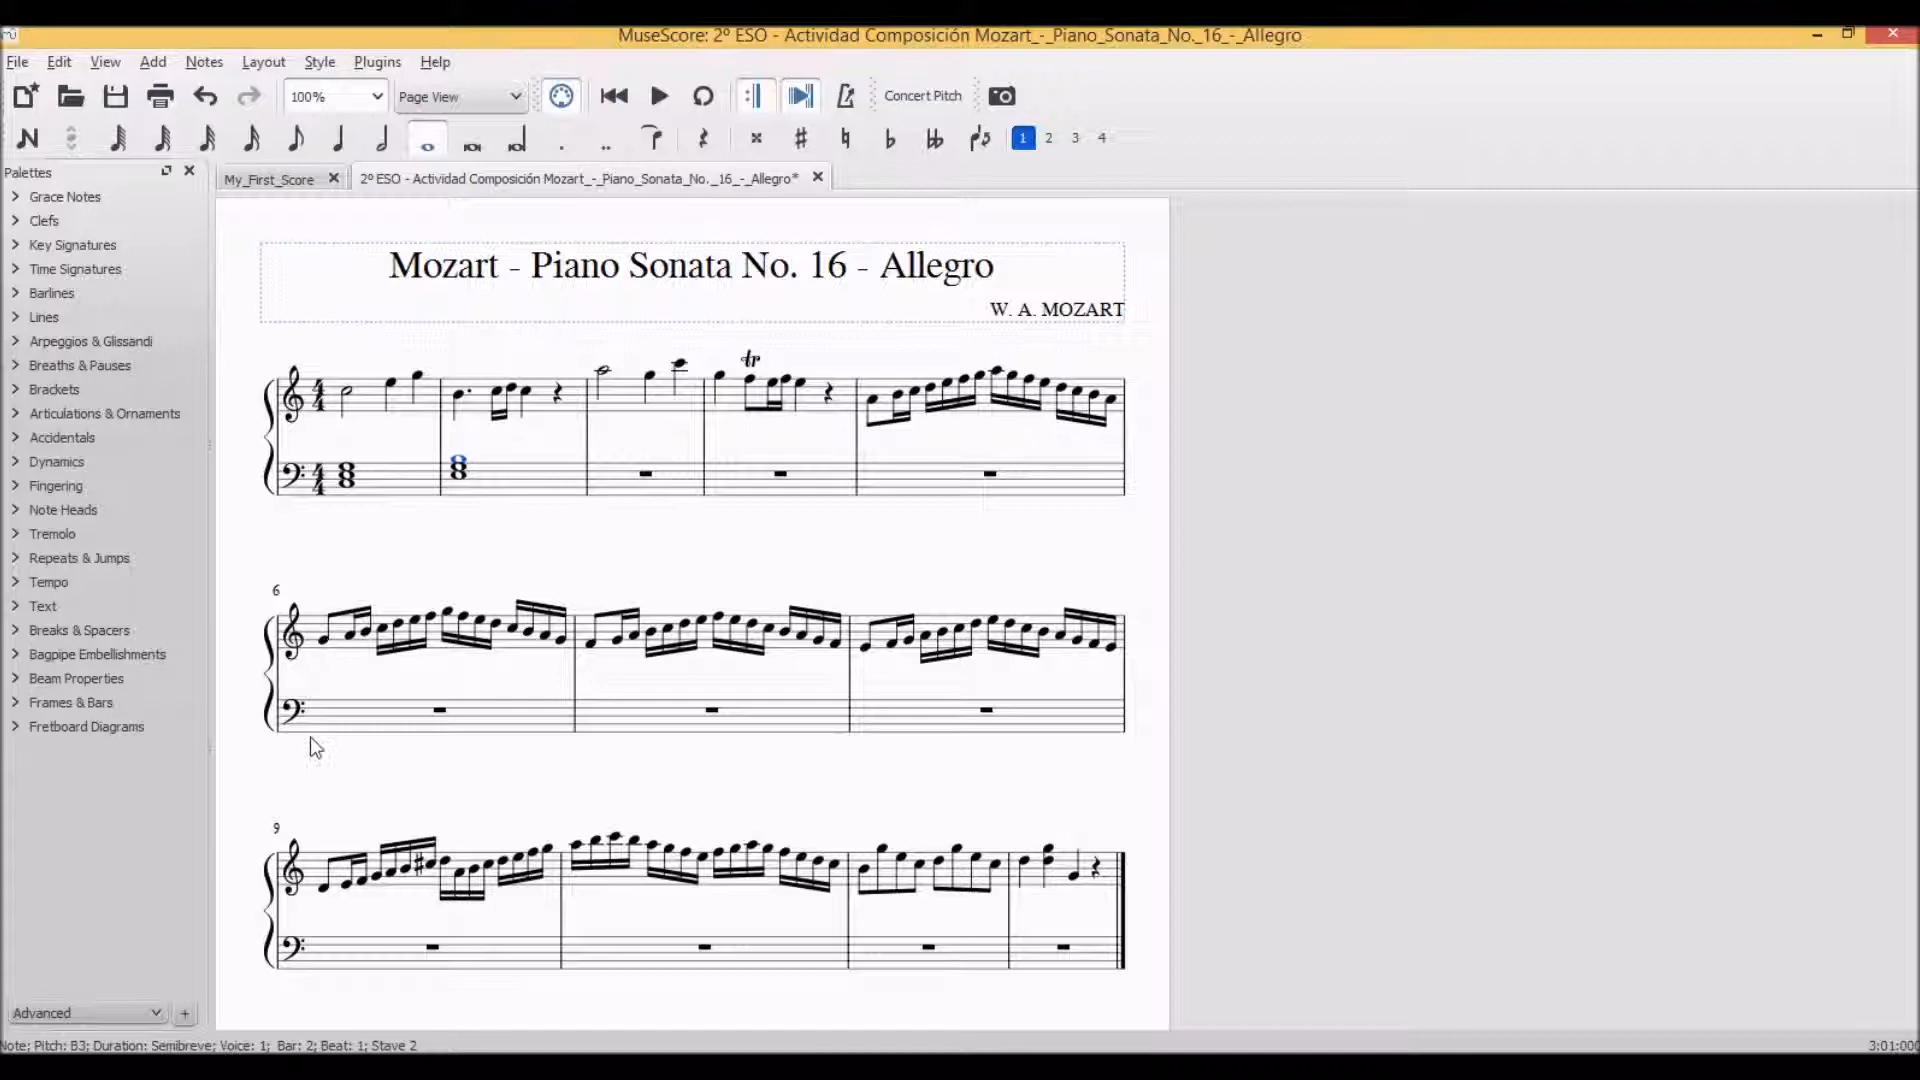 MuseScore: 2º ESO - Actividad Composición Mozart_-_Piano_Sonata_No._16_-_Allegro
File Edit View Add Notes Layout Style Plugins Help
100% Page View Concert Pitch
1 2 3 4
Palettes
My_First_Score 2º ESO - Actividad Composición Mozart_-_Piano_Sonata_No._16_-_Allegro*
Grace Notes
Clefs
Key Signatures
Time Signatures
Barlines
Lines
Arpeggios & Glissandi
Breaths & Pauses
Brackets
Articulations & Ornaments
Accidentals
Dynamics
Fingering
Note Heads
Tremolo
Repeats & Jumps
Tempo
Text
Breaks & Spacers
Bagpipe Embellishments
Beam Properties
Frames & Bars
Fretboard Diagrams
Advanced
Mozart - Piano Sonata No. 16 - Allegro
W. A. MOZART
tr
4
4
4
4
6
9
Note; Pitch: B3; Duration: Semibreve; Voice: 1; Bar: 2; Beat: 1; Stave 2
3:01:000